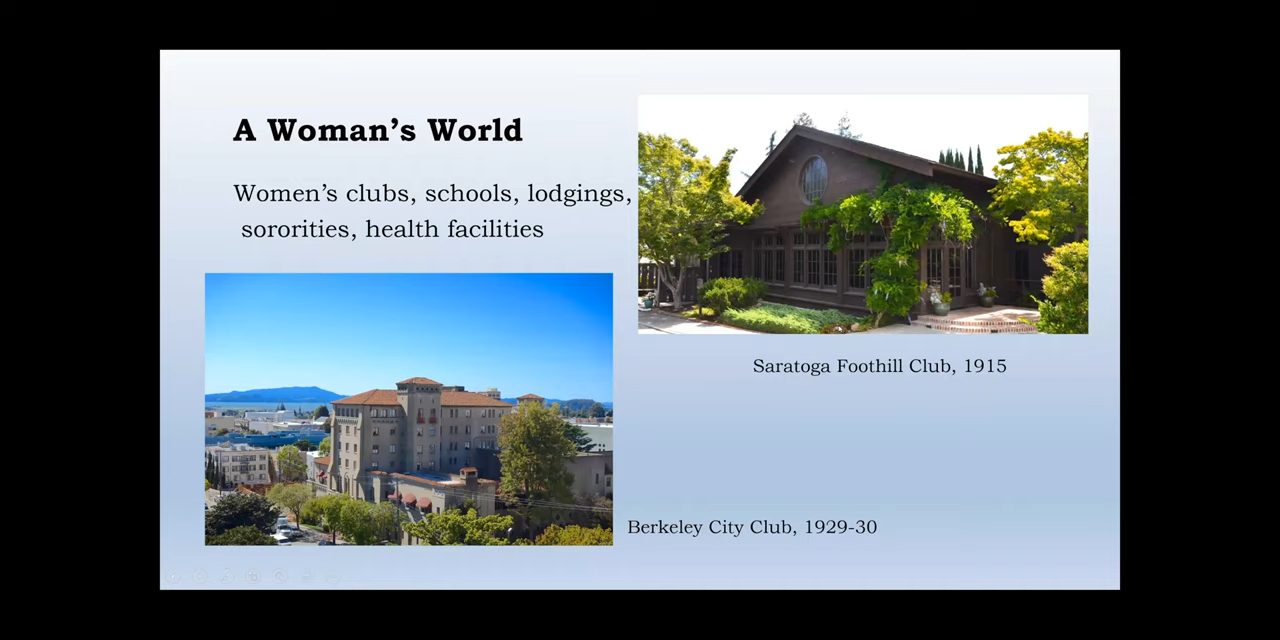 A Woman’s World
Women’s clubs, schools, lodgings,
sororities, health facilities
Saratoga Foothill Club, 1915
Berkeley City Club, 1929-30